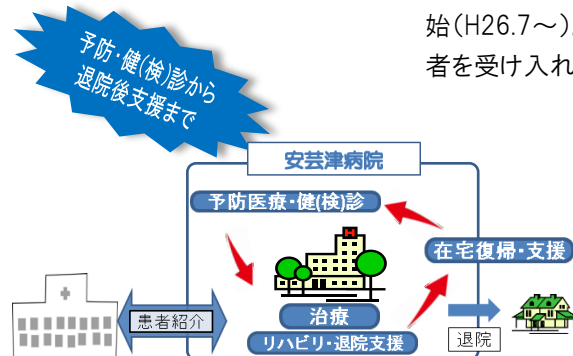 始(H26.7～)
者を受け入れ
予防・健(検)診から
退院後支援まで
安芸津病院
予防医療・健(検)診
在宅復帰・支援
治療
患者紹介
リハビリ・退院支援
退院